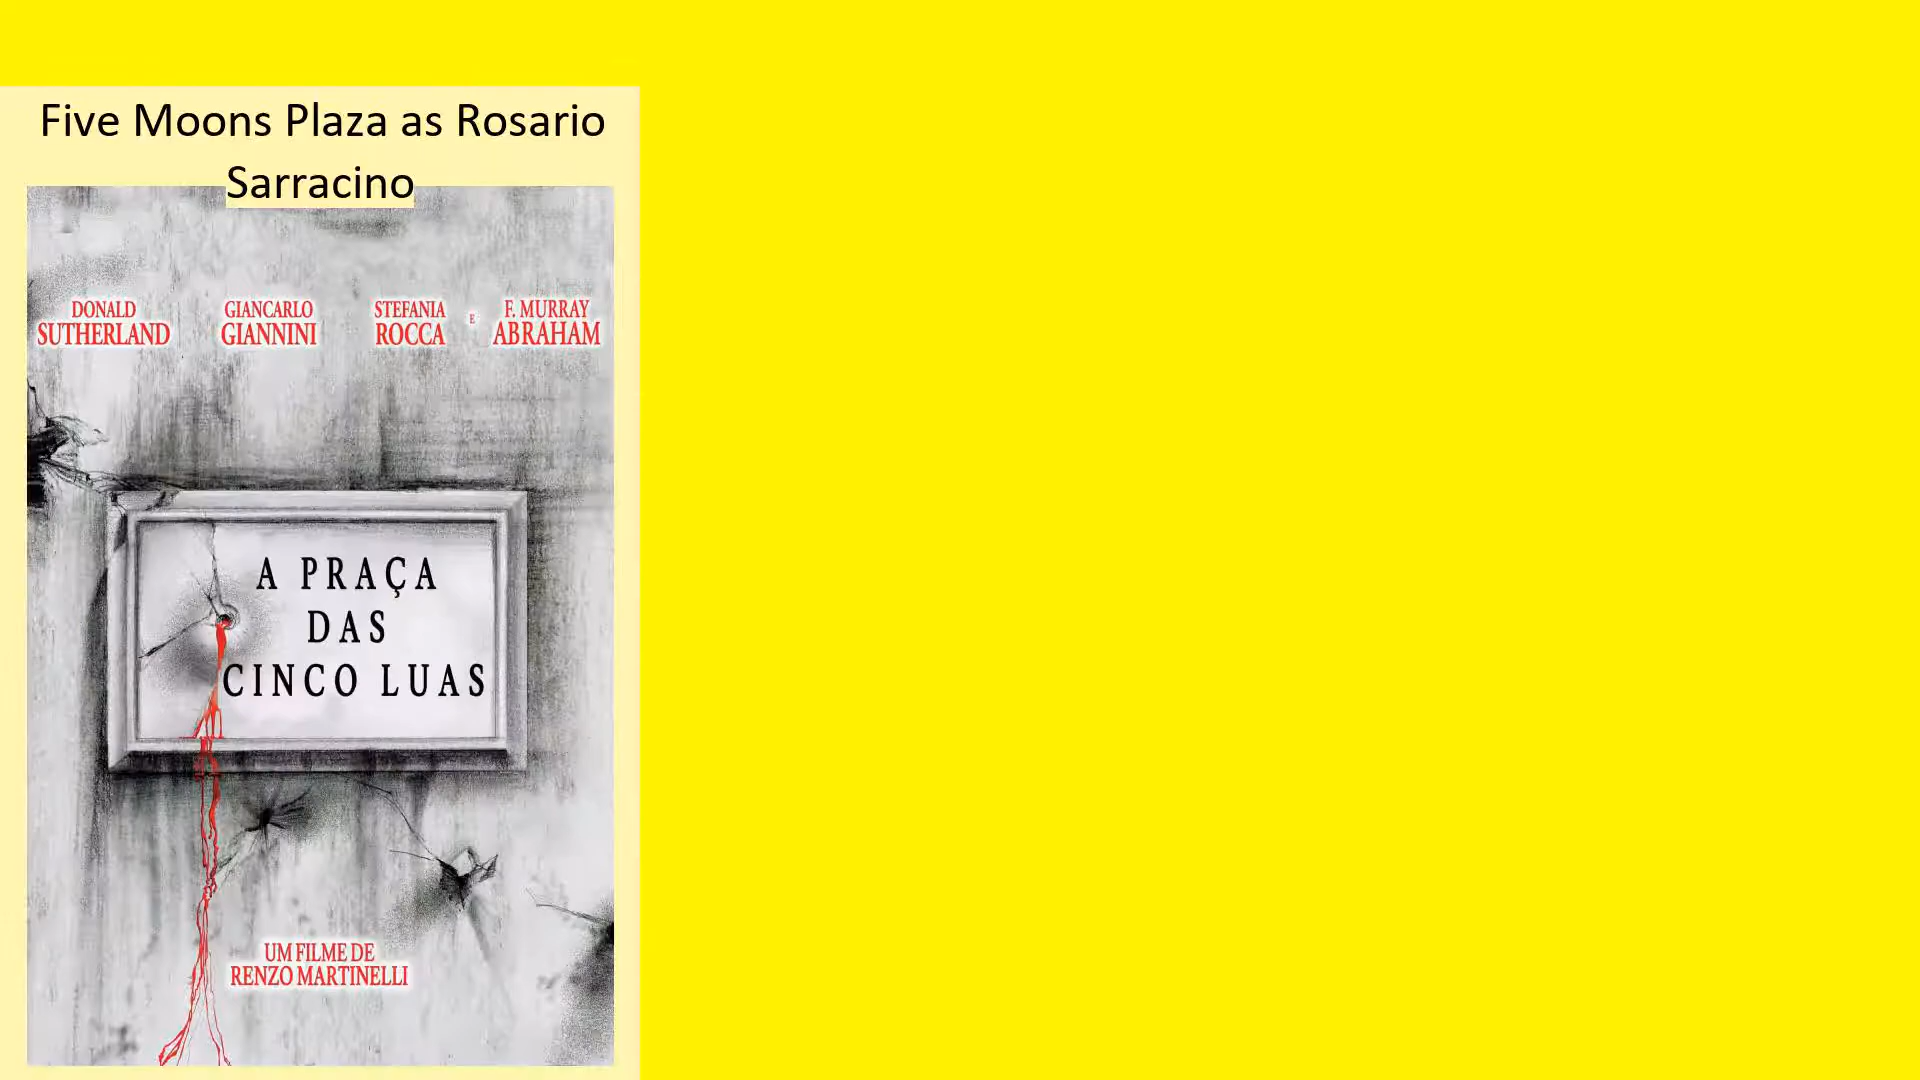 Five Moons Plaza as Rosario
Sarracino
DONALD SUTHERLAND
GIANCARLO GIANNINI
STEFANIA ROCCA
E
F. MURRAY ABRAHAM
A PRAÇA
DAS
CINCO LUAS
UM FILME DE
RENZO MARTINELLI